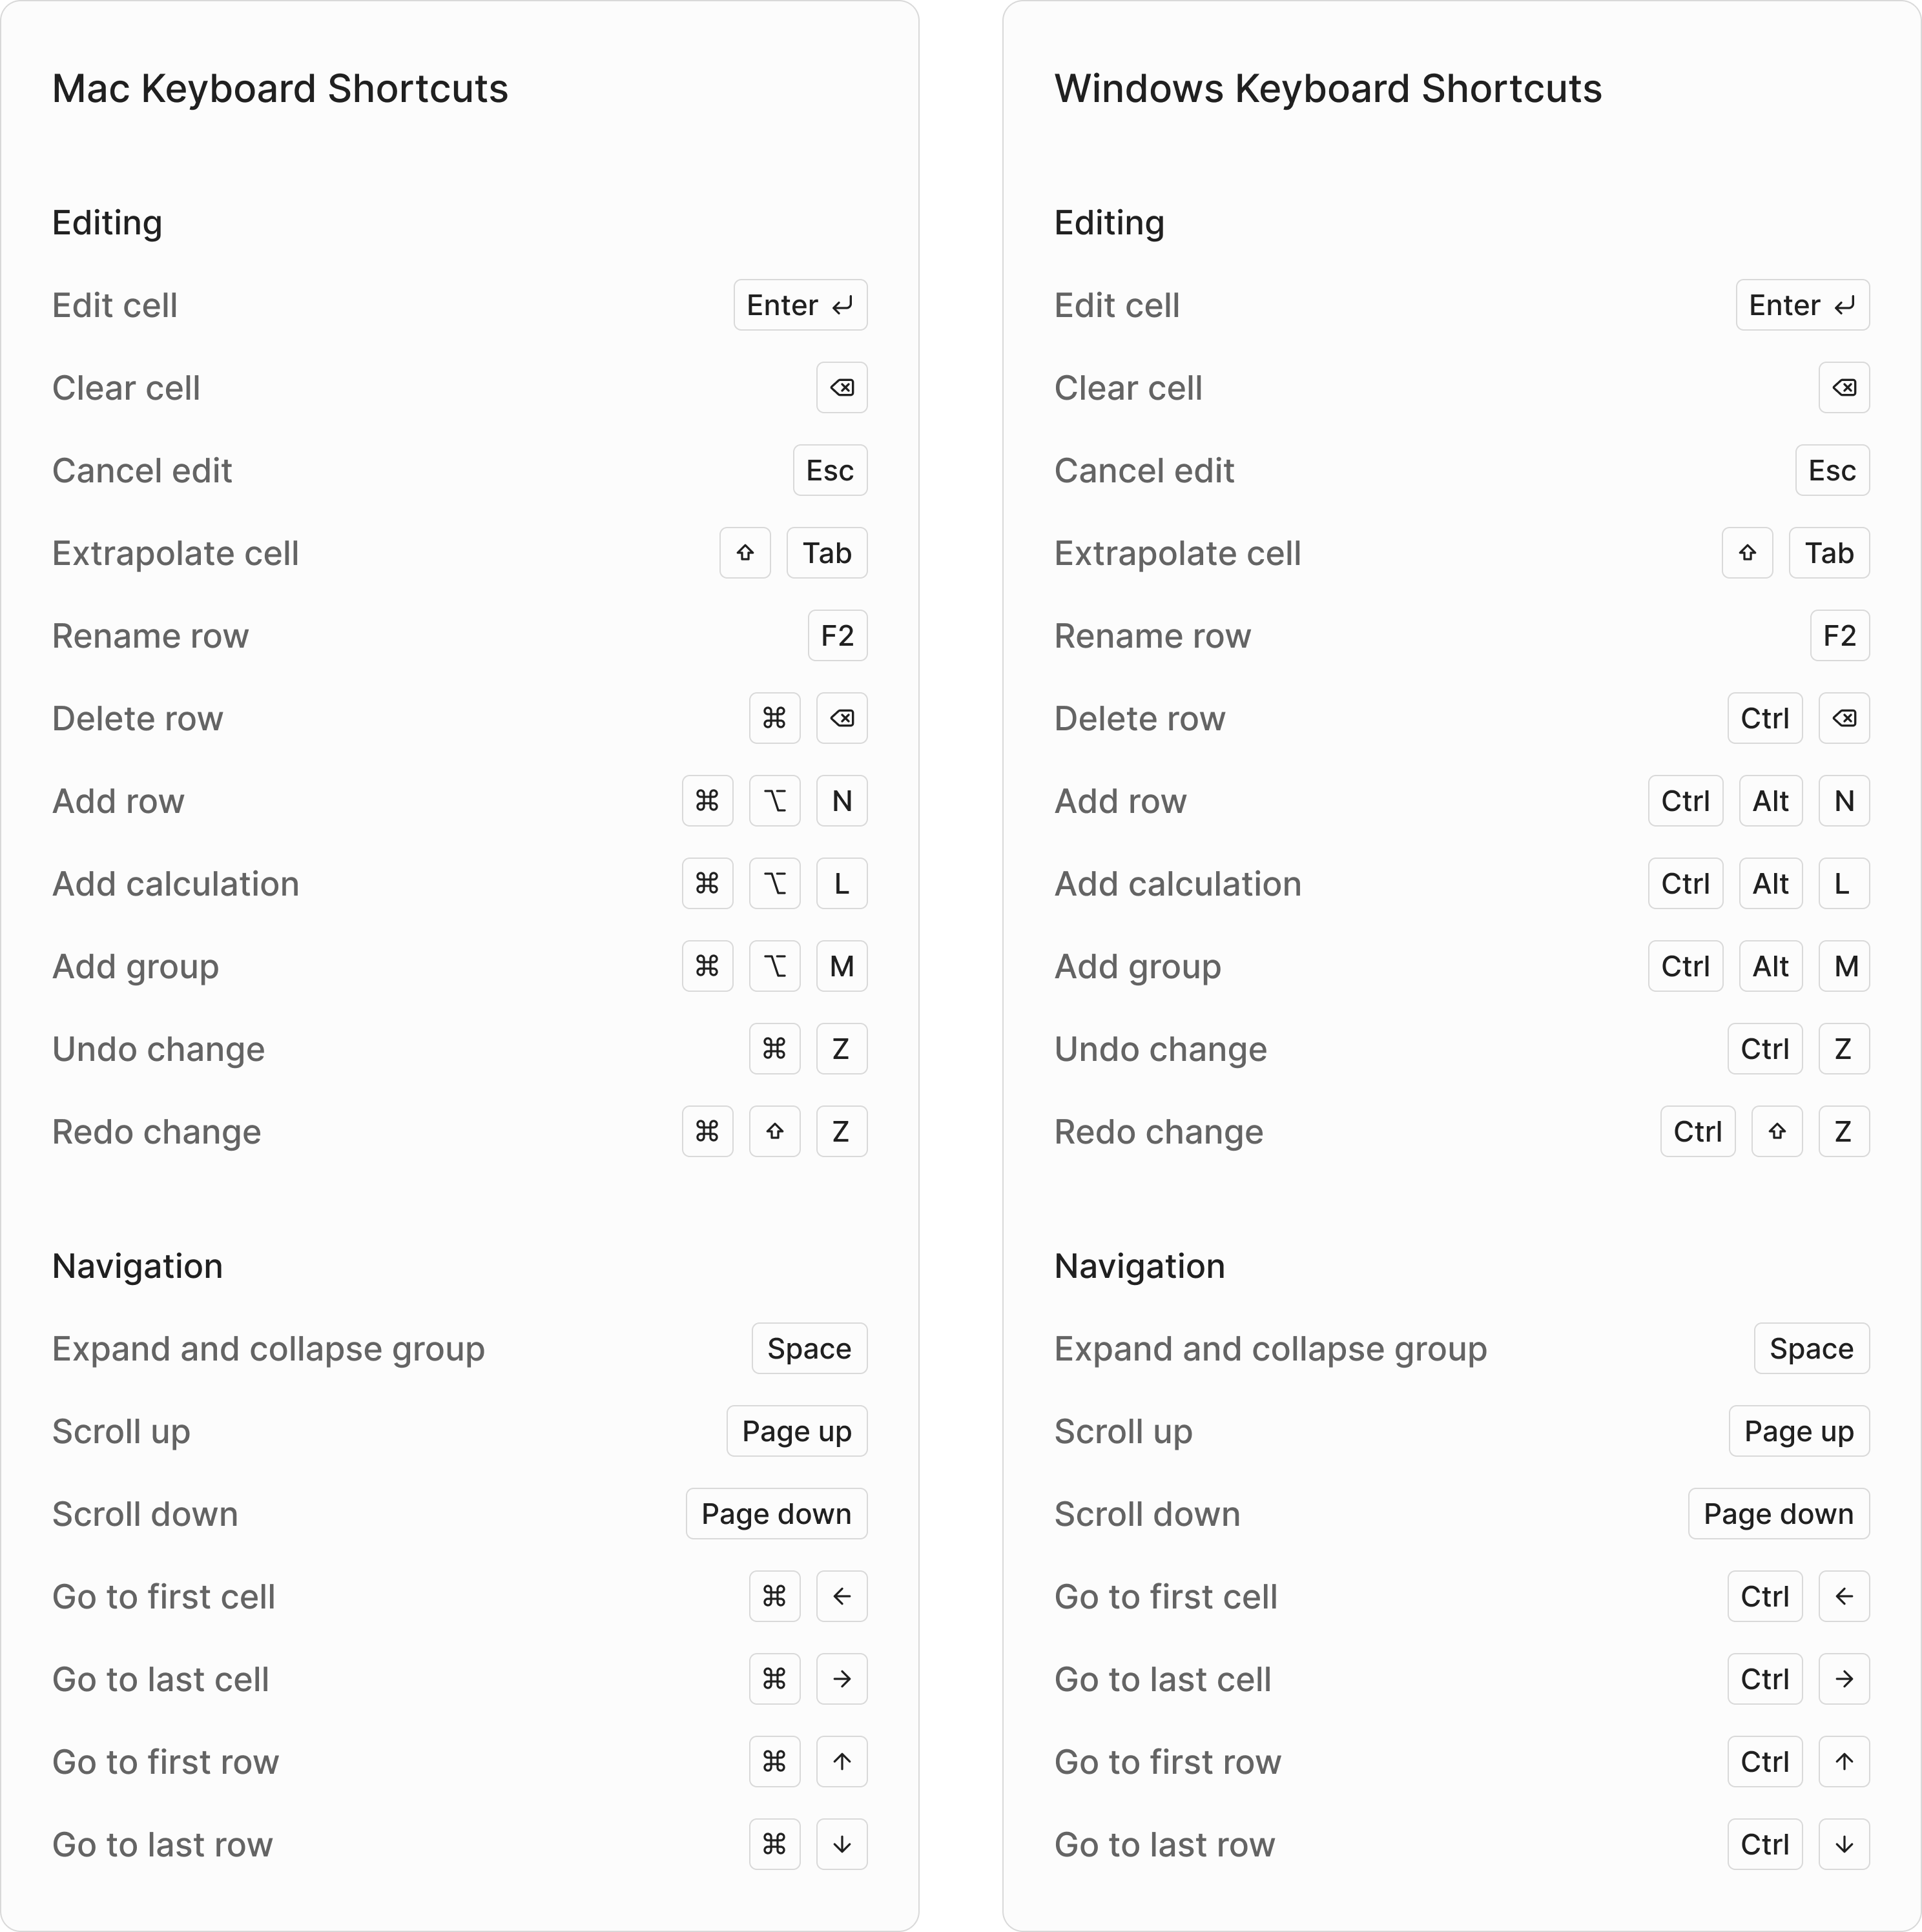 Mac Keyboard Shortcuts
Editing
Edit cell Enter ↵
Clear cell ⌫
Cancel edit Esc
Extrapolate cell ⇧ Tab
Rename row F2
Delete row ⌘ ⌫
Add row ⌘ ⌥ N
Add calculation ⌘ ⌥ L
Add group ⌘ ⌥ M
Undo change ⌘ Z
Redo change ⌘ ⇧ Z
Navigation
Expand and collapse group Space
Scroll up Page up
Scroll down Page down
Go to first cell ⌘ ←
Go to last cell ⌘ →
Go to first row ⌘ ↑
Go to last row ⌘ ↓
Windows Keyboard Shortcuts
Editing
Edit cell Enter ↵
Clear cell ⌫
Cancel edit Esc
Extrapolate cell ⇧ Tab
Rename row F2
Delete row Ctrl ⌫
Add row Ctrl Alt N
Add calculation Ctrl Alt L
Add group Ctrl Alt M
Undo change Ctrl Z
Redo change Ctrl ⇧ Z
Navigation
Expand and collapse group Space
Scroll up Page up
Scroll down Page down
Go to first cell Ctrl ←
Go to last cell Ctrl →
Go to first row Ctrl ↑
Go to last row Ctrl ↓